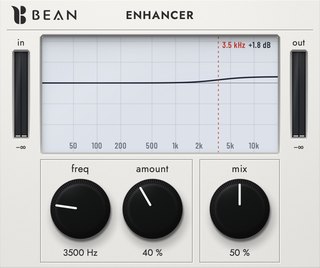 BEAN ENHANCER
in 3.5 kHz +1.8 dB out
-∞ 50 100 200 500 1k 2k 5k 10k -∞
freq amount mix
3500 Hz 40 % 50 %